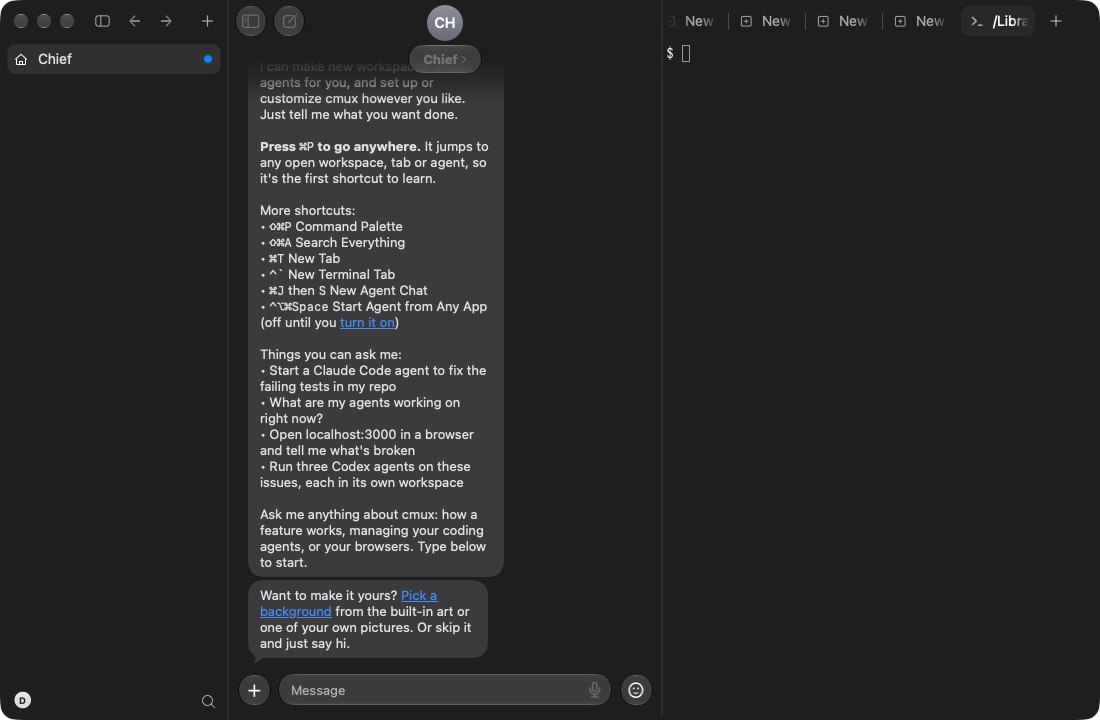 Chief
D
CH
Chief ›
I can make new workspac
agents for you, and set up or
customize cmux however you like.
Just tell me what you want done.
Press ⌘P to go anywhere. It jumps to
any open workspace, tab or agent, so
it's the first shortcut to learn.
More shortcuts:
• ⇧⌘P Command Palette
• ⇧⌘A Search Everything
• ⌘T New Tab
• ^` New Terminal Tab
• ⌘J then S New Agent Chat
• ^⌥⌘Space Start Agent from Any App
(off until you turn it on)
Things you can ask me:
• Start a Claude Code agent to fix the
failing tests in my repo
• What are my agents working on
right now?
• Open localhost:3000 in a browser
and tell me what's broken
• Run three Codex agents on these
issues, each in its own workspace
Ask me anything about cmux: how a
feature works, managing your coding
agents, or your browsers. Type below
to start.
Want to make it yours? Pick a
background from the built-in art or
one of your own pictures. Or skip it
and just say hi.
Message
New New New New >_ /Libra
$